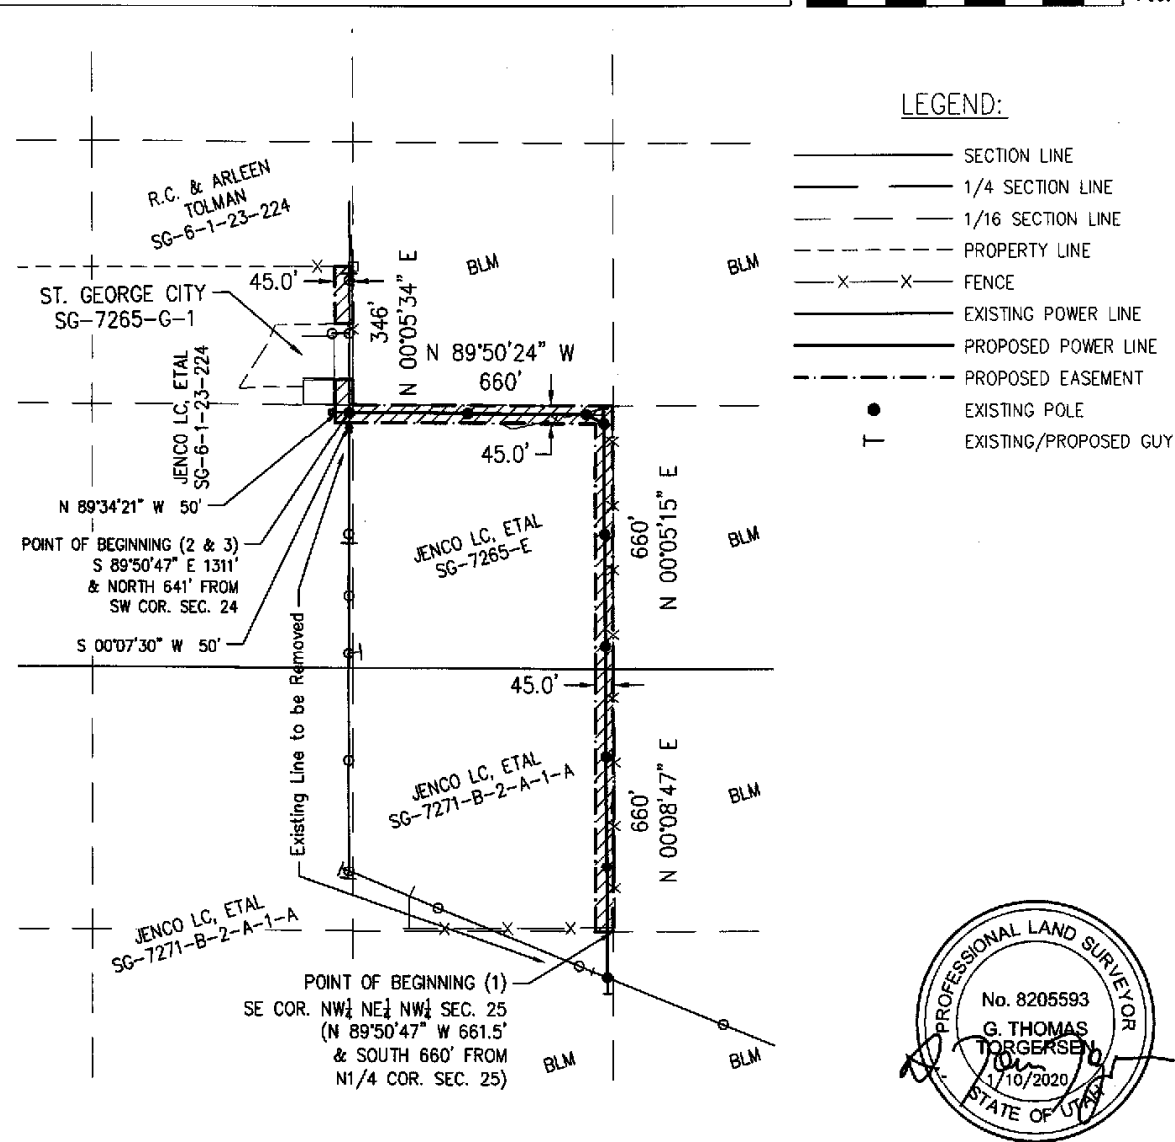 LEGEND:
SECTION LINE
1/4 SECTION LINE
1/16 SECTION LINE
PROPERTY LINE
FENCE
EXISTING POWER LINE
PROPOSED POWER LINE
PROPOSED EASEMENT
EXISTING POLE
EXISTING/PROPOSED GUY
R.C. & ARLEEN
TOLMAN
SG-6-1-23-224
BLM
BLM
45.0'
ST. GEORGE CITY
SG-7265-G-1
346'
N 00°05'34" E
N 89°50'24" W
660'
JENCO LC, ETAL
SG-6-1-23-224
45.0'
N 89°34'21" W 50'
POINT OF BEGINNING (2 & 3)
S 89°50'47" E 1311'
& NORTH 641' FROM
SW COR. SEC. 24
S 00°07'30" W 50'
JENCO LC, ETAL
SG-7265-E
660'
N 00°05'15" E
BLM
45.0'
Existing Line to be Removed
JENCO LC, ETAL
SG-7271-B-2-A-1-A
660'
N 00°08'47" E
BLM
JENCO LC, ETAL
SG-7271-B-2-A-1-A
POINT OF BEGINNING (1)
SE COR. NW¼ NE¼ NW¼ SEC. 25
(N 89°50'47" W 661.5'
& SOUTH 660' FROM
N1/4 COR. SEC. 25)
BLM
BLM
PROFESSIONAL LAND SURVEYOR
No. 8205593
G. THOMAS
TORGERSEN
1/10/2020
STATE OF UTAH